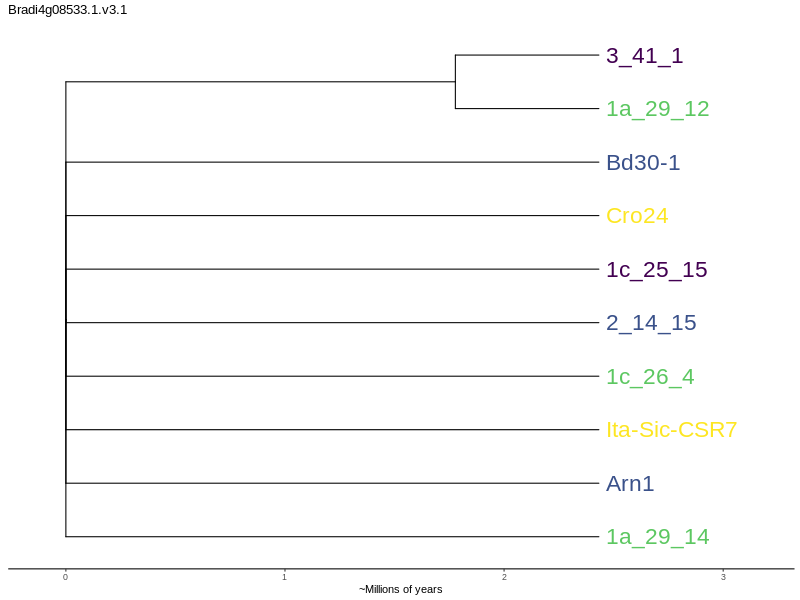 Bradi4g08533.1.v3.1
3_41_1
1a_29_12
Bd30-1
Cro24
1c_25_15
2_14_15
1c_26_4
Ita-Sic-CSR7
Arn1
1a_29_14
0 1 2 3
~Millions of years